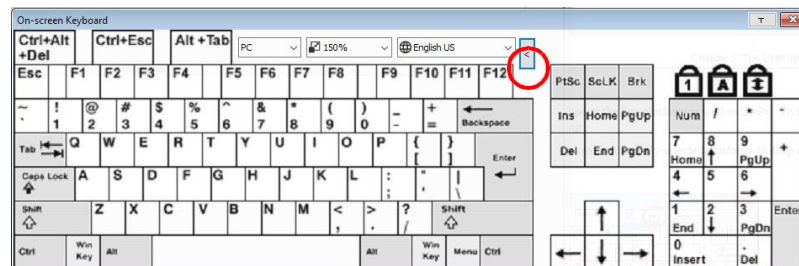 On-screen Keyboard T
Ctrl+Alt +Del Ctrl+Esc Alt +Tab PC 150% English US <
Esc F1 F2 F3 F4 F5 F6 F7 F8 F9 F10 F11 F12 PtSc ScLK Brk 1 A
~ ` ! 1 @ 2 # 3 $ 4 % 5 ^ 6 & 7 * 8 ( 9 ) 0 _ - + = Backspace Ins Home PgUp Num / * -
Tab Q W E R T Y U I O P { [ } ] Enter Del End PgDn 7 Home 8 9 PgUp +
Caps Lock A S D F G H J K L : ; " ' | \ 4 5 6
Shift Z X C V B N M < , > . ? / Shift 1 End 2 3 PgDn Enter
Ctrl Win Key Alt Alt Win Key Menu Ctrl 0 Insert . Del